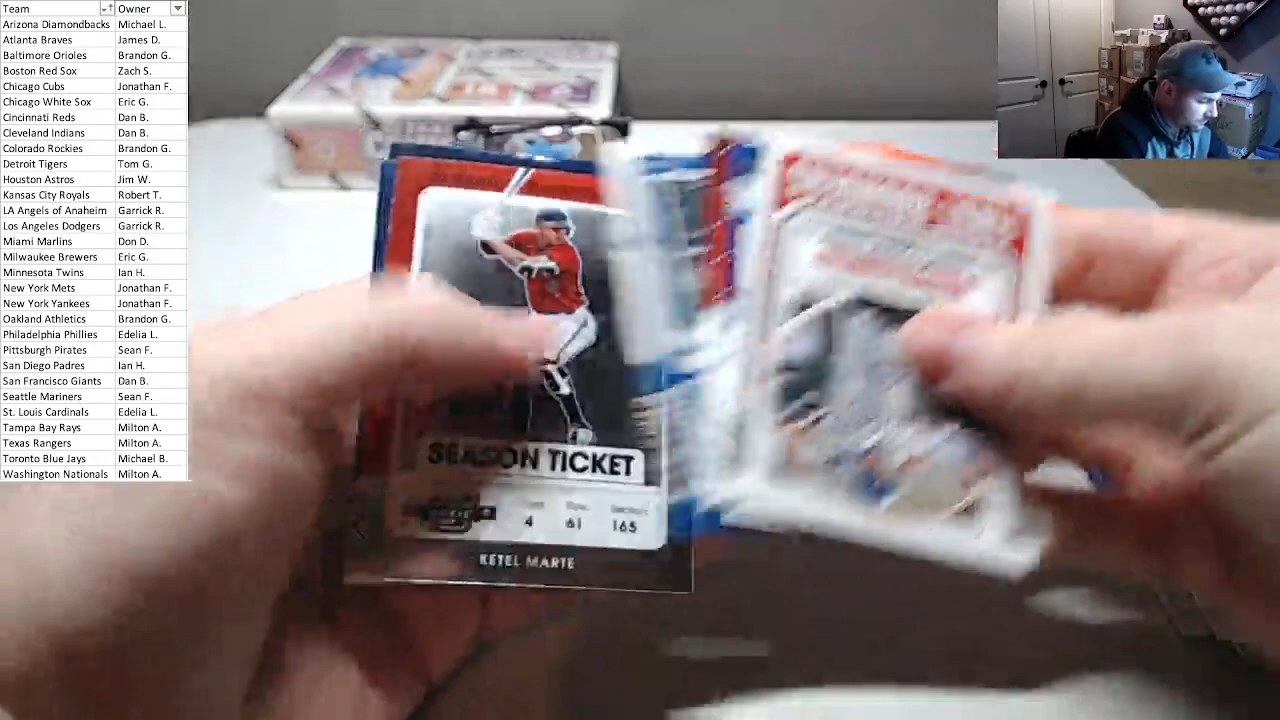 Team Owner
Arizona Diamondbacks Michael L.
Atlanta Braves James D.
Baltimore Orioles Brandon G.
Boston Red Sox Zach S.
Chicago Cubs Jonathan F.
Chicago White Sox Eric G.
Cincinnati Reds Dan B.
Cleveland Indians Dan B.
Colorado Rockies Brandon G.
Detroit Tigers Tom G.
Houston Astros Jim W.
Kansas City Royals Robert T.
LA Angels of Anaheim Garrick R.
Los Angeles Dodgers Garrick R.
Miami Marlins Don D.
Milwaukee Brewers Eric G.
Minnesota Twins Ian H.
New York Mets Jonathan F.
New York Yankees Jonathan F.
Oakland Athletics Brandon G.
Philadelphia Phillies Edelia L.
Pittsburgh Pirates Sean F.
San Diego Padres Ian H.
San Francisco Giants Dan B.
Seattle Mariners Sean F.
St. Louis Cardinals Edelia L.
Tampa Bay Rays Milton A.
Texas Rangers Milton A.
Toronto Blue Jays Michael B.
Washington Nationals Milton A.
SEASON TICKET
4 61 165
KETEL MARTE